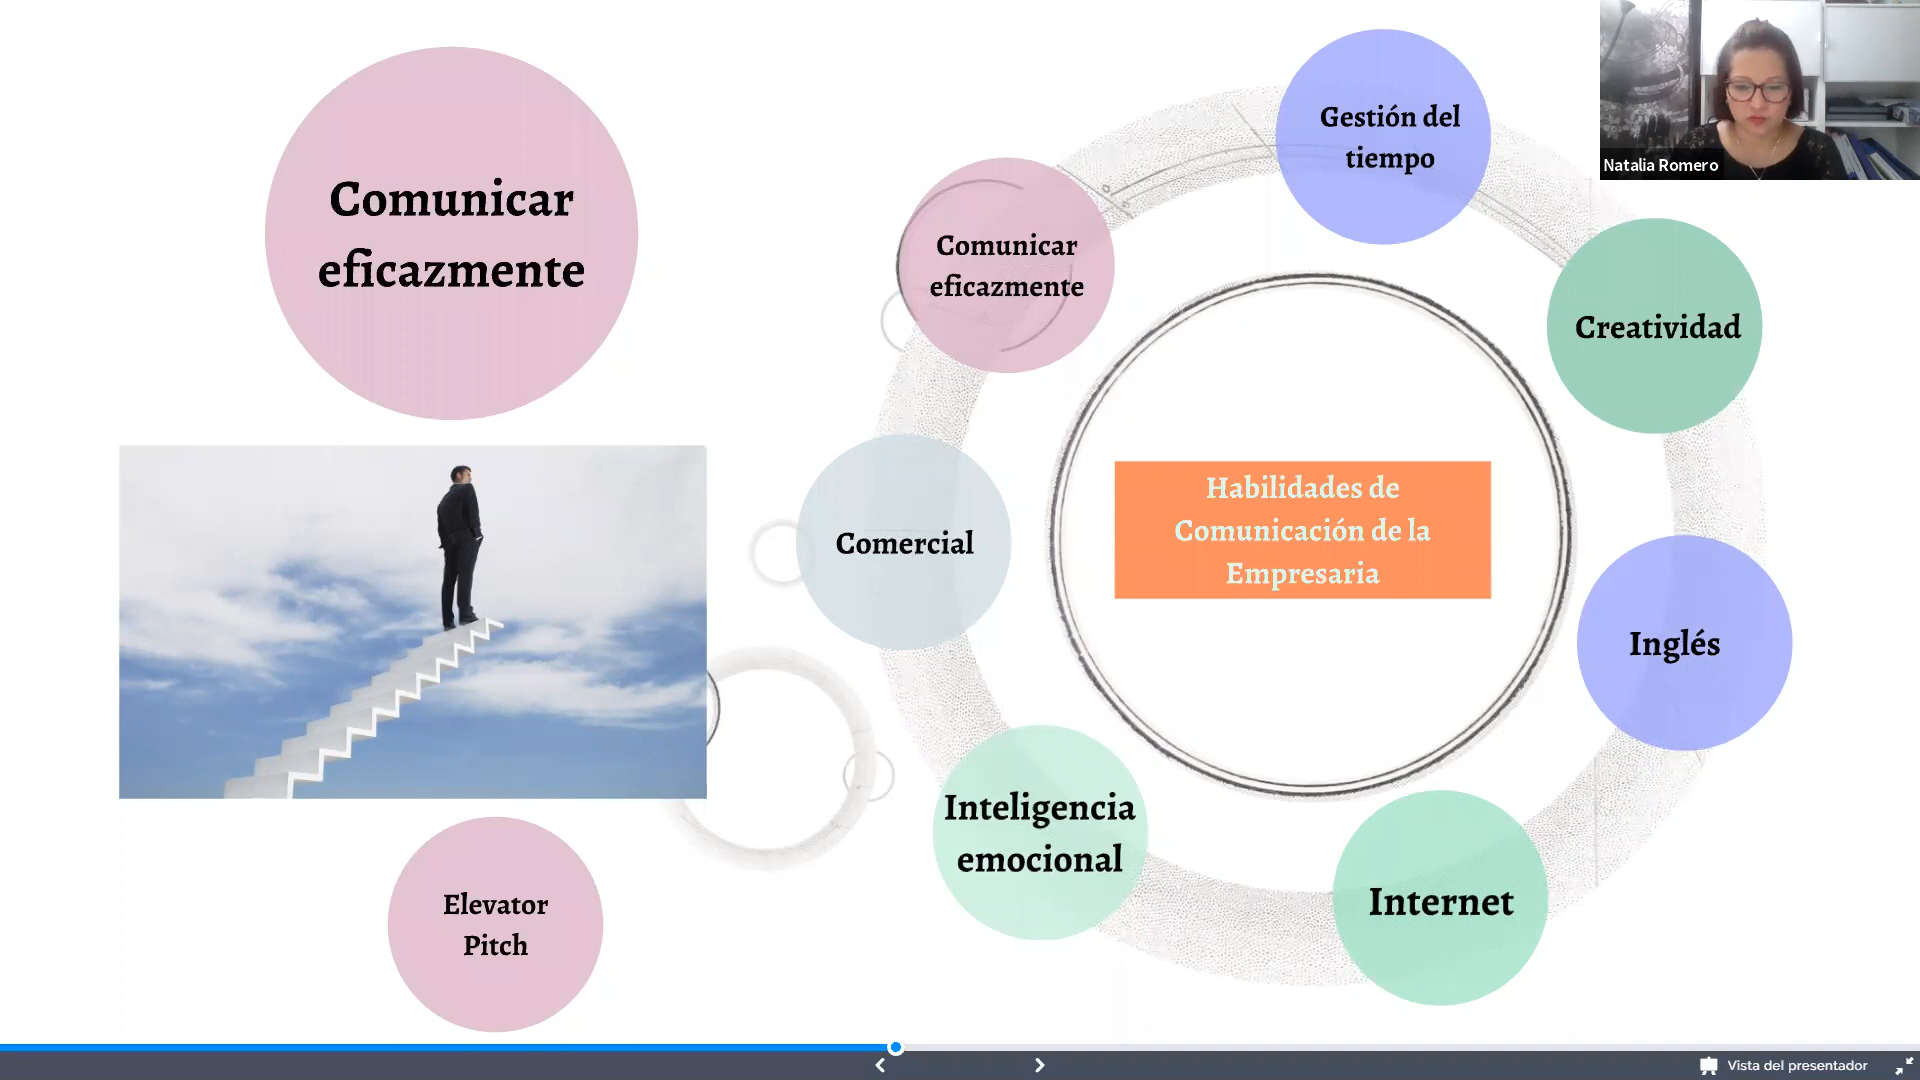 Comunicar
eficazmente
Elevator
Pitch
Gestión del
tiempo
Comunicar
eficazmente
Creatividad
Comercial
Habilidades de
Comunicación de la
Empresaria
Inglés
Inteligencia
emocional
Internet
Natalia Romero
Vista del presentador